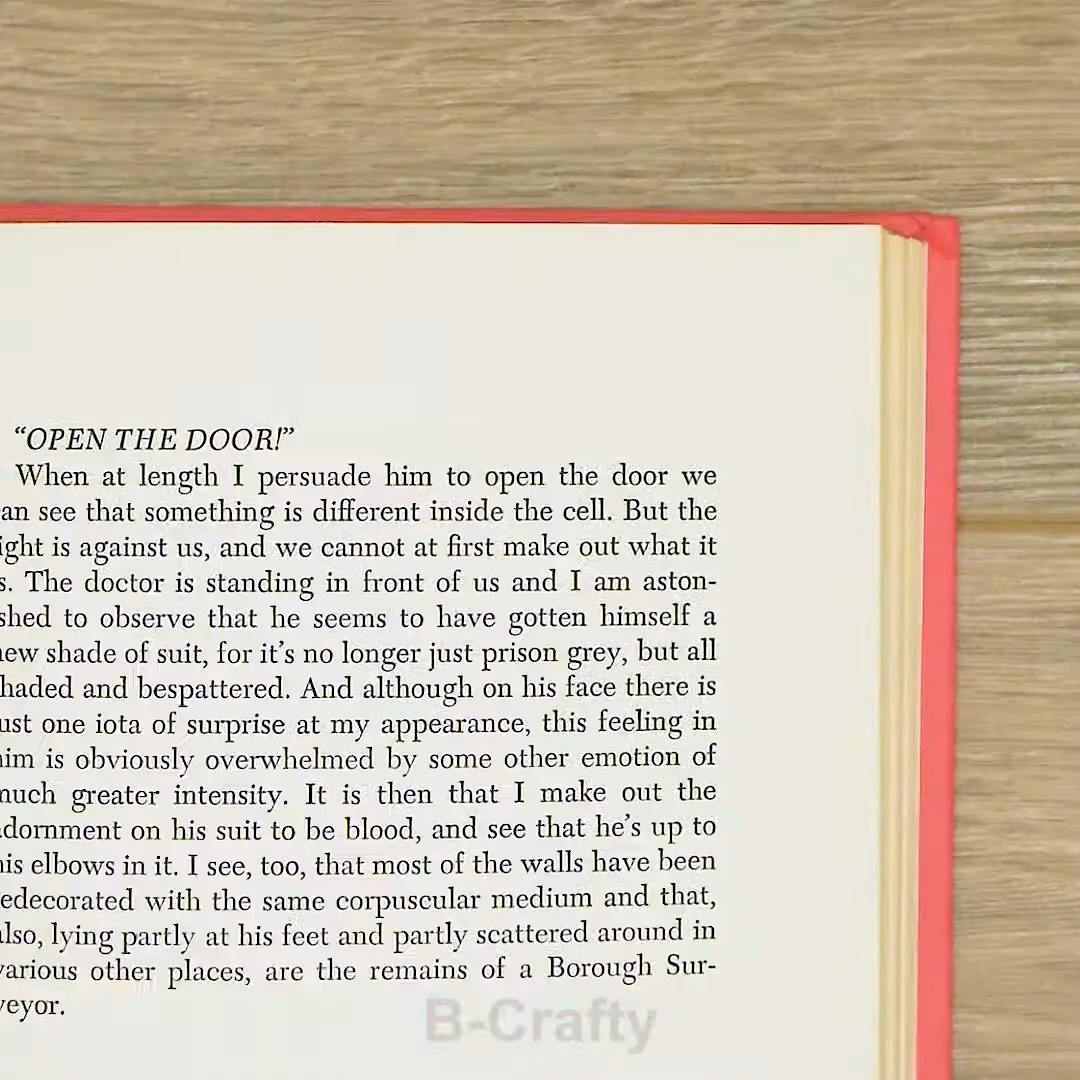 “OPEN THE DOOR!”
When at length I persuade him to open the door we
an see that something is different inside the cell. But the
ight is against us, and we cannot at first make out what it
s. The doctor is standing in front of us and I am aston-
shed to observe that he seems to have gotten himself a
new shade of suit, for it’s no longer just prison grey, but all
haded and bespattered. And although on his face there is
ust one iota of surprise at my appearance, this feeling in
him is obviously overwhelmed by some other emotion of
much greater intensity. It is then that I make out the
adornment on his suit to be blood, and see that he’s up to
his elbows in it. I see, too, that most of the walls have been
edecorated with the same corpuscular medium and that,
also, lying partly at his feet and partly scattered around in
various other places, are the remains of a Borough Sur-
veyor.
B-Crafty